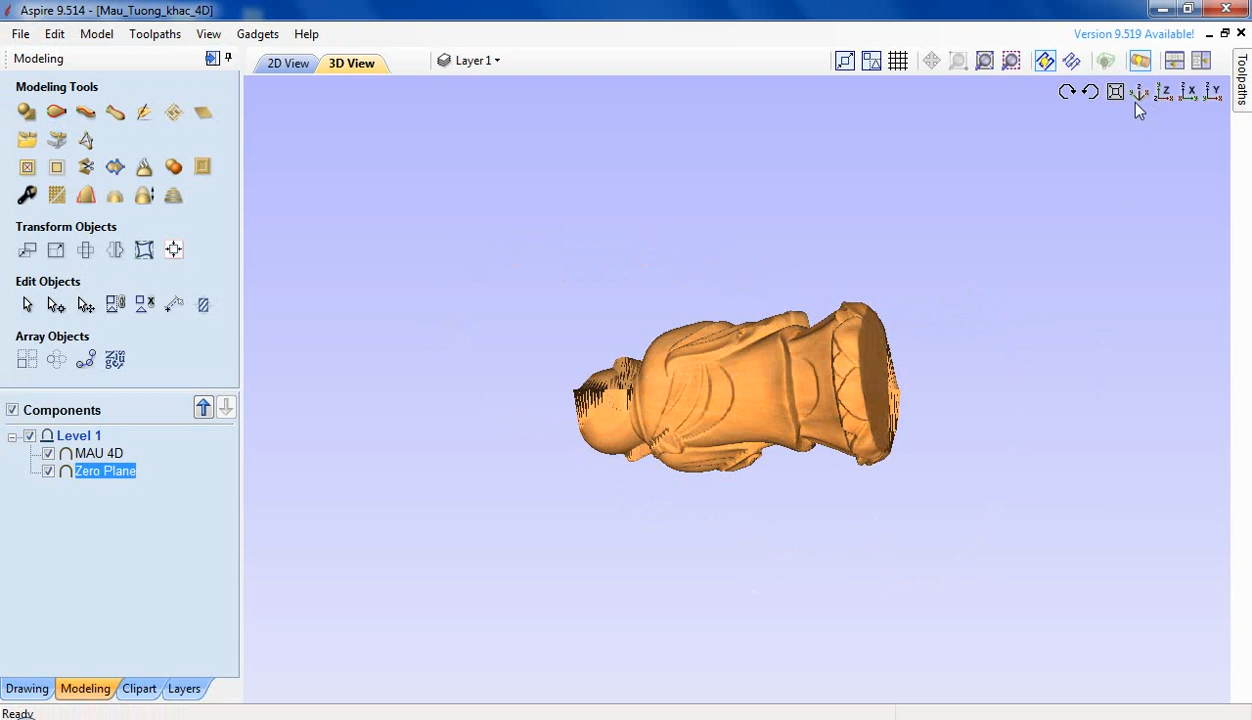 Aspire 9.514 - [Mau_Tuong_khac_4D]
File Edit Model Toolpaths View Gadgets Help
Version 9.519 Available!
Modeling
2D View 3D View Layer 1
Toolpaths
Z X Y
Modeling Tools
Transform Objects
Edit Objects
Array Objects
Components
Level 1
MAU 4D
Zero Plane
Drawing Modeling Clipart Layers
Ready